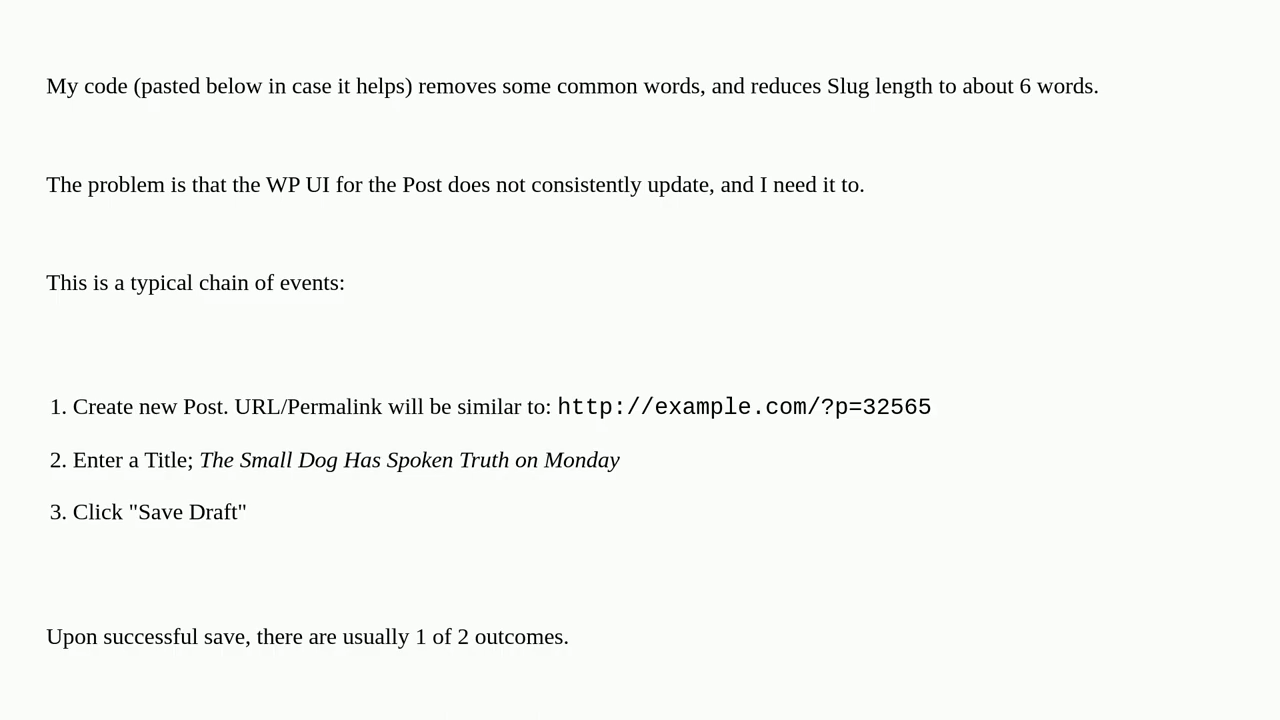 My code (pasted below in case it helps) removes some common words, and reduces Slug length to about 6 words.
The problem is that the WP UI for the Post does not consistently update, and I need it to.
This is a typical chain of events:
1. Create new Post. URL/Permalink will be similar to: http://example.com/?p=32565
2. Enter a Title; The Small Dog Has Spoken Truth on Monday
3. Click "Save Draft"
Upon successful save, there are usually 1 of 2 outcomes.